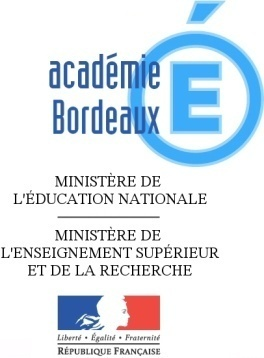 académie
Bordeaux
É
MINISTÈRE DE
L'ÉDUCATION NATIONALE
MINISTÈRE DE
L'ENSEIGNEMENT SUPÉRIEUR
ET DE LA RECHERCHE
Liberté • Égalité • Fraternité
RÉPUBLIQUE FRANÇAISE